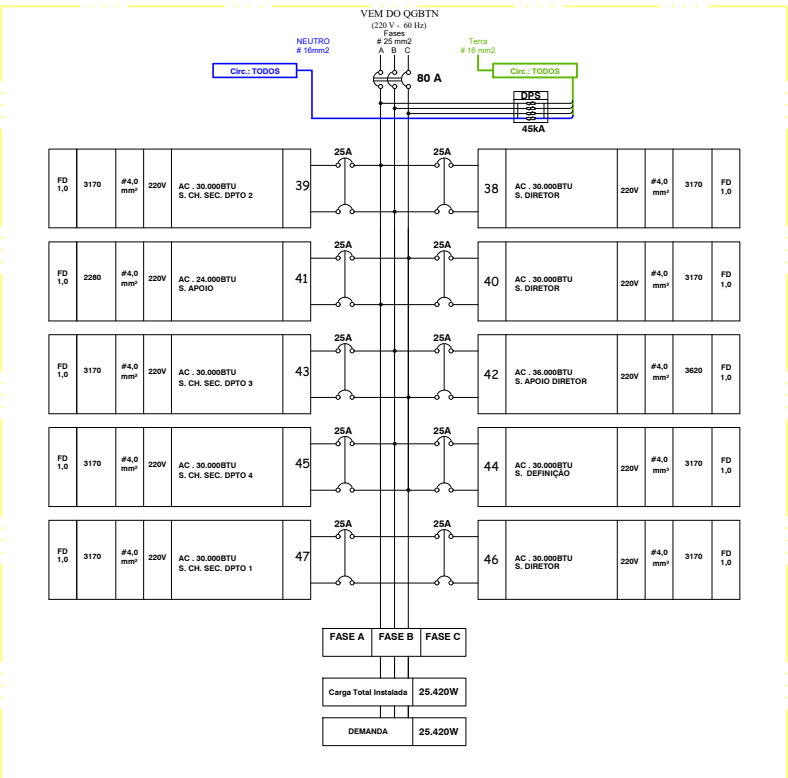 VEM DO QGBTN
(220 V - 60 Hz)
Fases
# 25 mm2
A B C
NEUTRO
# 16mm2
Terra
# 16 mm2
Circ.: TODOS
80 A
Circ.: TODOS
DPS
45kA
FD 1,0 3170 #4,0 mm² 220V AC . 30.000BTU S. CH. SEC. DPTO 2 39 25A
25A 38 AC . 30.000BTU S. DIRETOR 220V #4,0 mm² 3170 FD 1,0
FD 1,0 2280 #4,0 mm² 220V AC . 24.000BTU S. APOIO 41 25A
25A 40 AC . 30.000BTU S. DIRETOR 220V #4,0 mm² 3170 FD 1,0
FD 1,0 3170 #4,0 mm² 220V AC . 30.000BTU S. CH. SEC. DPTO 3 43 25A
25A 42 AC . 36.000BTU S. APOIO DIRETOR 220V #4,0 mm² 3620 FD 1,0
FD 1,0 3170 #4,0 mm² 220V AC . 30.000BTU S. CH. SEC. DPTO 4 45 25A
25A 44 AC . 30.000BTU S. DEFINIÇÃO 220V #4,0 mm² 3170 FD 1,0
FD 1,0 3170 #4,0 mm² 220V AC . 30.000BTU S. CH. SEC. DPTO 1 47 25A
25A 46 AC . 30.000BTU S. DIRETOR 220V #4,0 mm² 3170 FD 1,0
FASE A FASE B FASE C
Carga Total Instalada 25.420W
DEMANDA 25.420W